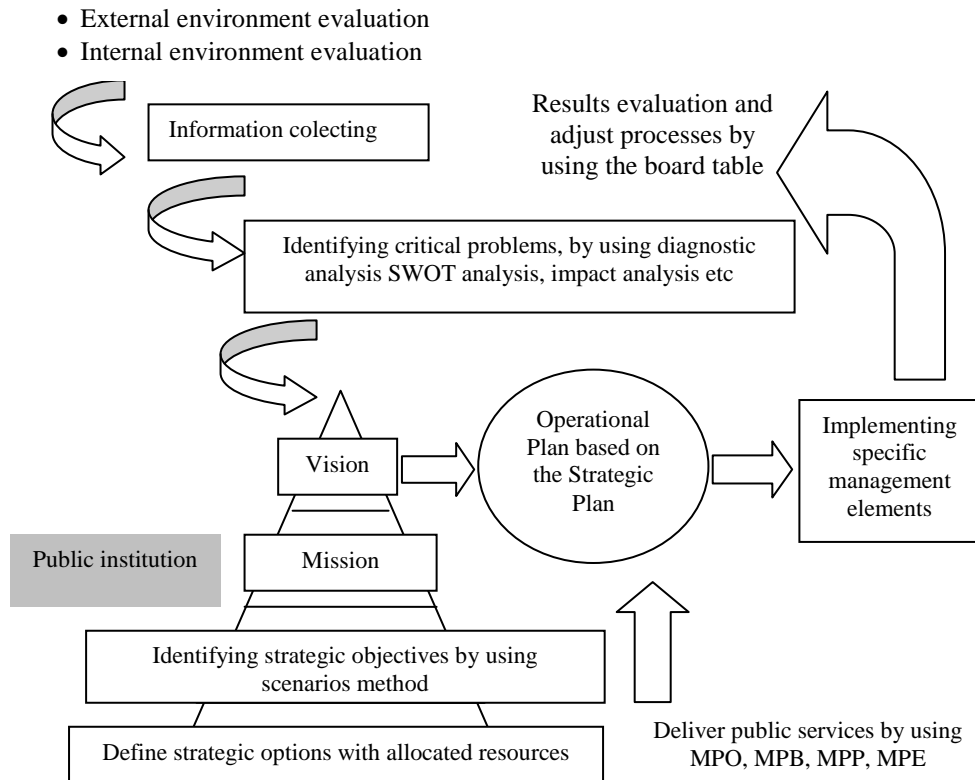 • External environment evaluation
• Internal environment evaluation
Information colecting
Results evaluation and
adjust processes by
using the board table
Identifying critical problems, by using diagnostic
analysis SWOT analysis, impact analysis etc
Vision
Operational
Plan based on
the Strategic
Plan
Implementing
specific
management
elements
Public institution
Mission
Identifying strategic objectives by using
scenarios method
Define strategic options with allocated resources
Deliver public services by using
MPO, MPB, MPP, MPE